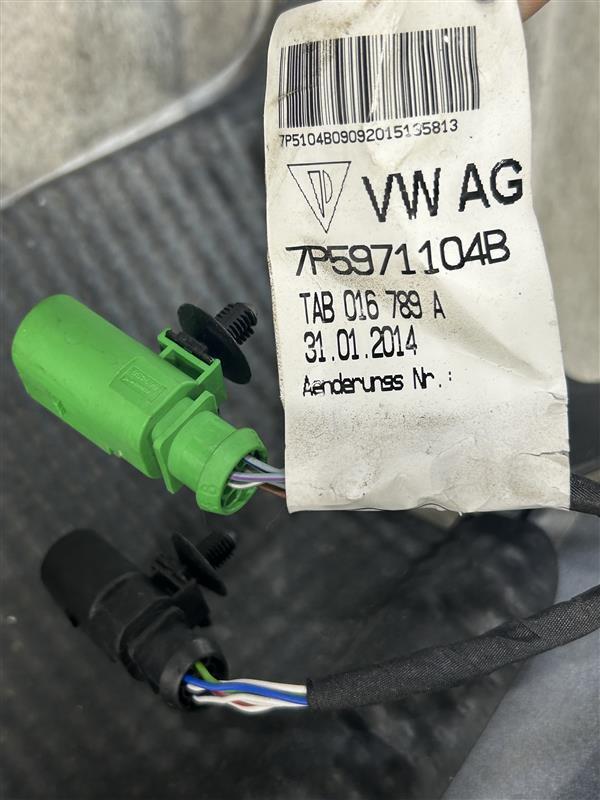 7P5104B09092015135813
VW AG
7P5971104B
TAB 016 789 A
31.01.2014
Aenderungs Nr.: